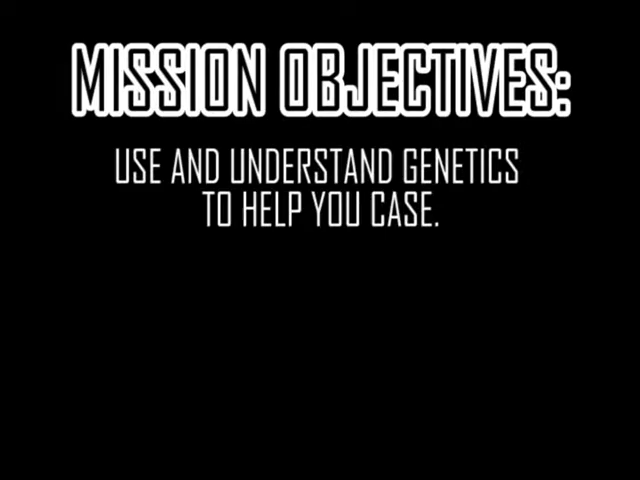 MISSION OBJECTIVES:
USE AND UNDERSTAND GENETICS
TO HELP YOU CASE.